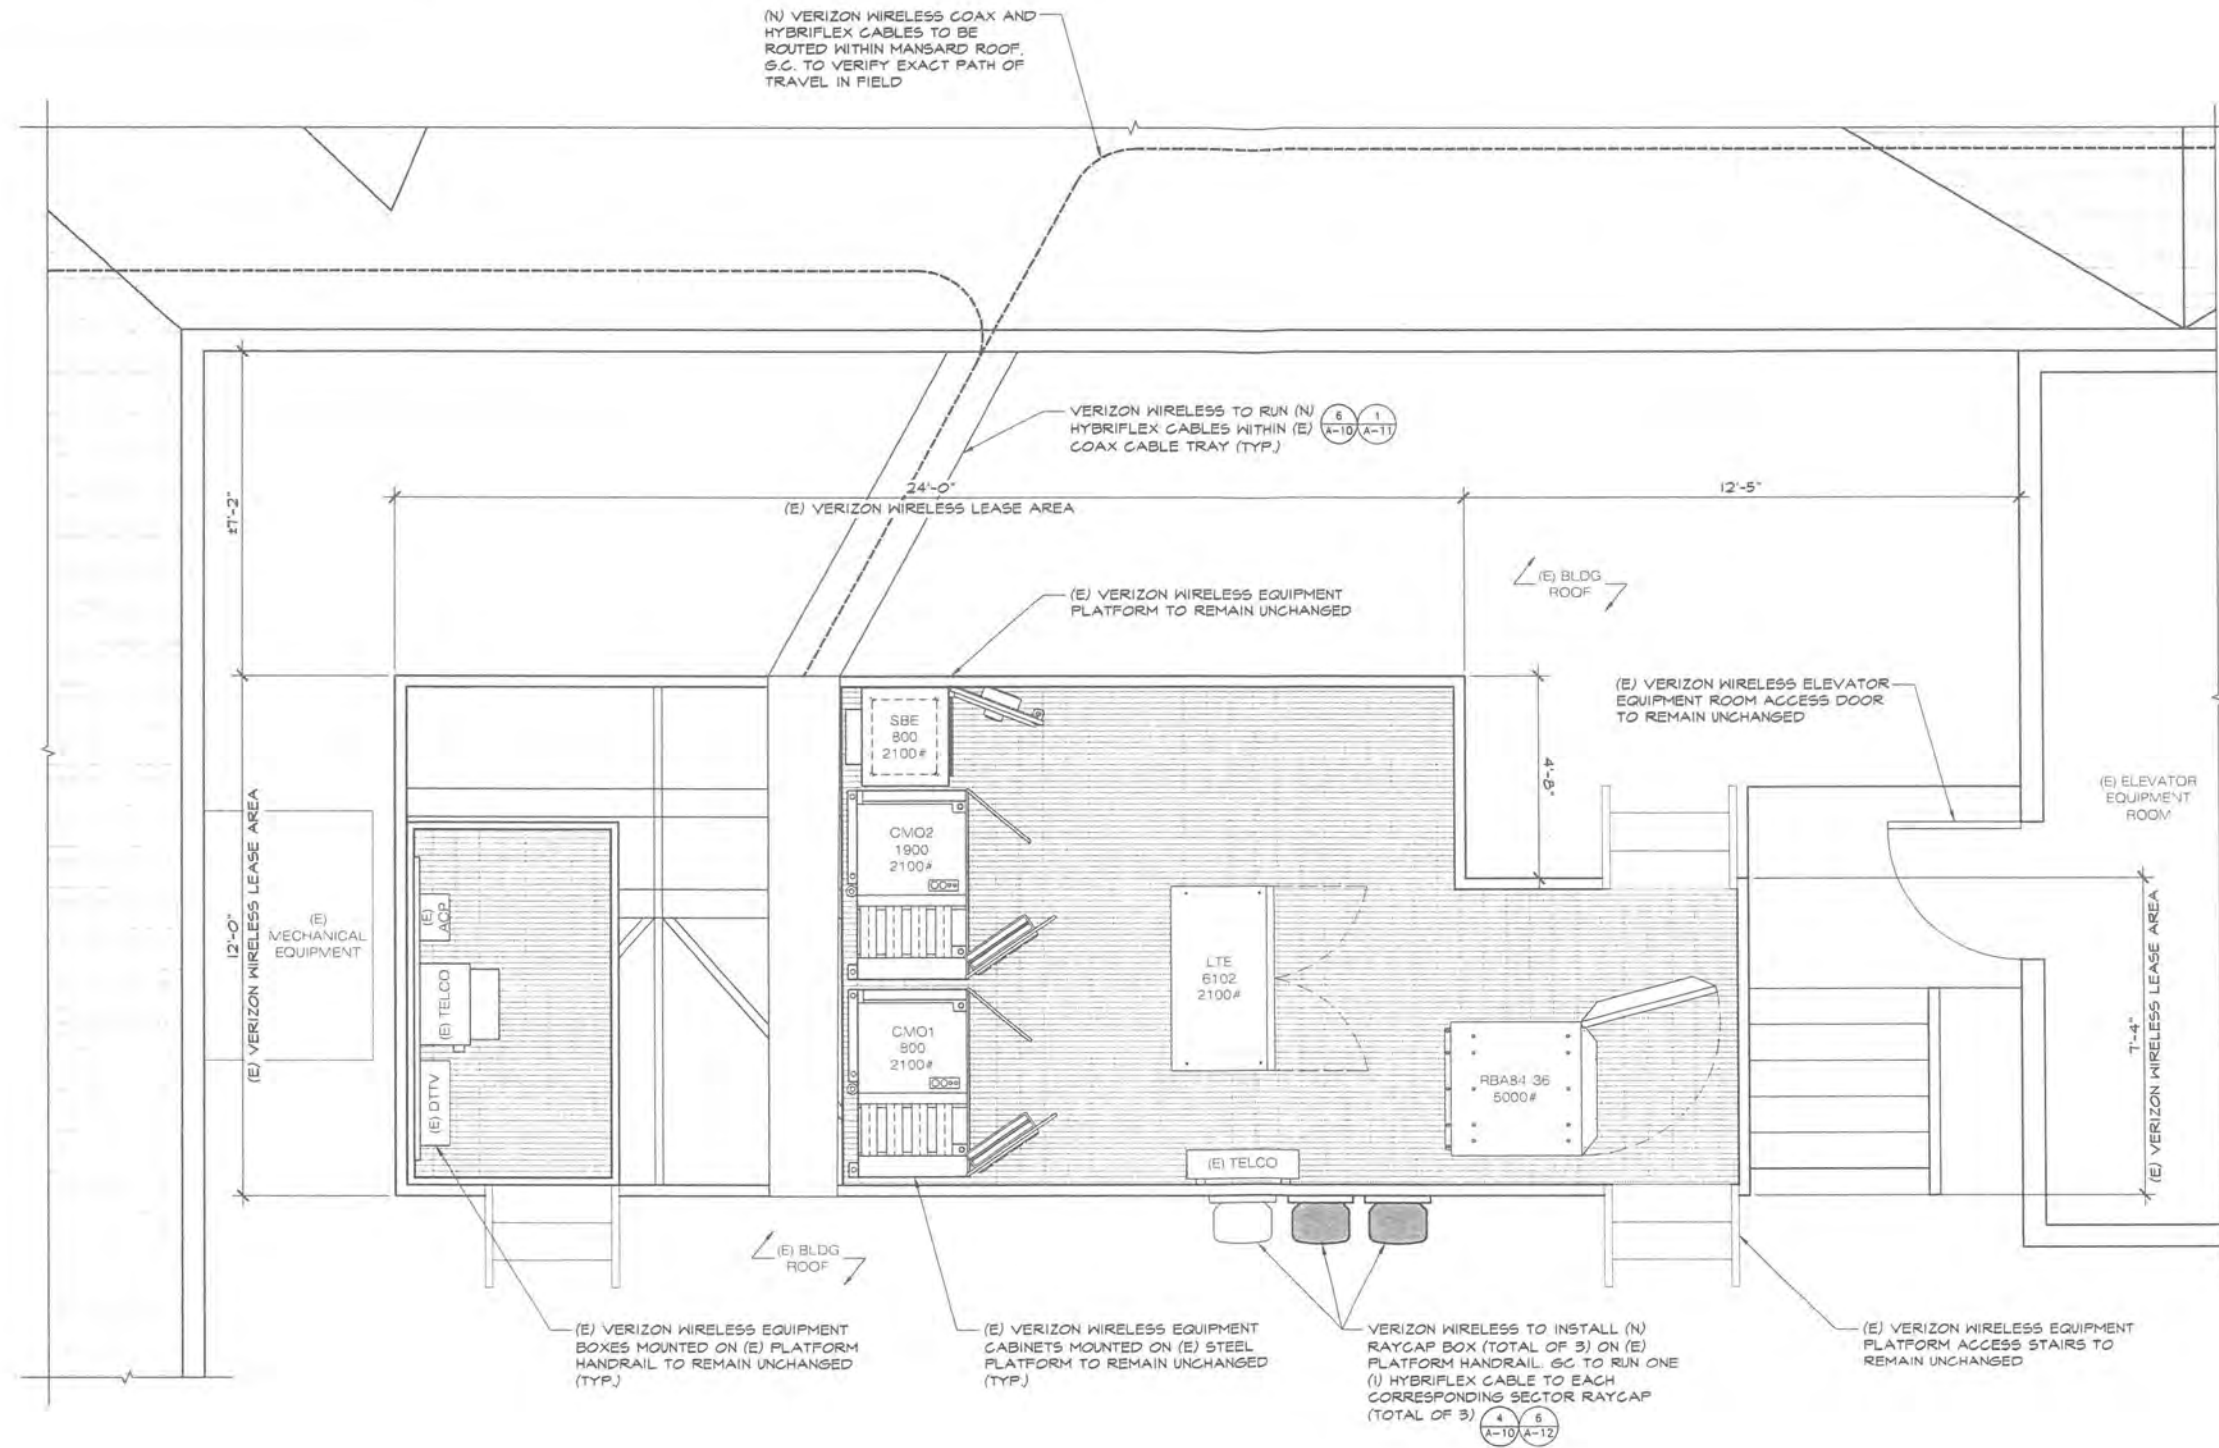 (N) VERIZON WIRELESS COAX AND
HYBRIFLEX CABLES TO BE
ROUTED WITHIN MANSARD ROOF.
G.C. TO VERIFY EXACT PATH OF
TRAVEL IN FIELD
VERIZON WIRELESS TO RUN (N)
HYBRIFLEX CABLES WITHIN (E)
COAX CABLE TRAY (TYP.)
6
A-10
1
A-11
±7'-2"
24'-0"
(E) VERIZON WIRELESS LEASE AREA
12'-5"
(E) BLDG
ROOF
(E) VERIZON WIRELESS EQUIPMENT
PLATFORM TO REMAIN UNCHANGED
(E) VERIZON WIRELESS ELEVATOR
EQUIPMENT ROOM ACCESS DOOR
TO REMAIN UNCHANGED
SBE
800
2100#
4'-8"
(E) ELEVATOR
EQUIPMENT
ROOM
CMO2
1900
2100#
12'-0"
(E) VERIZON WIRELESS LEASE AREA
(E)
MECHANICAL
EQUIPMENT
(E)
ACP
(E) TELCO
(E) DTTV
LTE
6102
2100#
CMO1
800
2100#
RBA84 36
5000#
7'-4"
(E) VERIZON WIRELESS LEASE AREA
(E) TELCO
(E) BLDG
ROOF
(E) VERIZON WIRELESS EQUIPMENT
BOXES MOUNTED ON (E) PLATFORM
HANDRAIL TO REMAIN UNCHANGED
(TYP.)
(E) VERIZON WIRELESS EQUIPMENT
CABINETS MOUNTED ON (E) STEEL
PLATFORM TO REMAIN UNCHANGED
(TYP.)
VERIZON WIRELESS TO INSTALL (N)
RAYCAP BOX (TOTAL OF 3) ON (E)
PLATFORM HANDRAIL. GC TO RUN ONE
(1) HYBRIFLEX CABLE TO EACH
CORRESPONDING SECTOR RAYCAP
(TOTAL OF 3)
4
A-10
6
A-12
(E) VERIZON WIRELESS EQUIPMENT
PLATFORM ACCESS STAIRS TO
REMAIN UNCHANGED